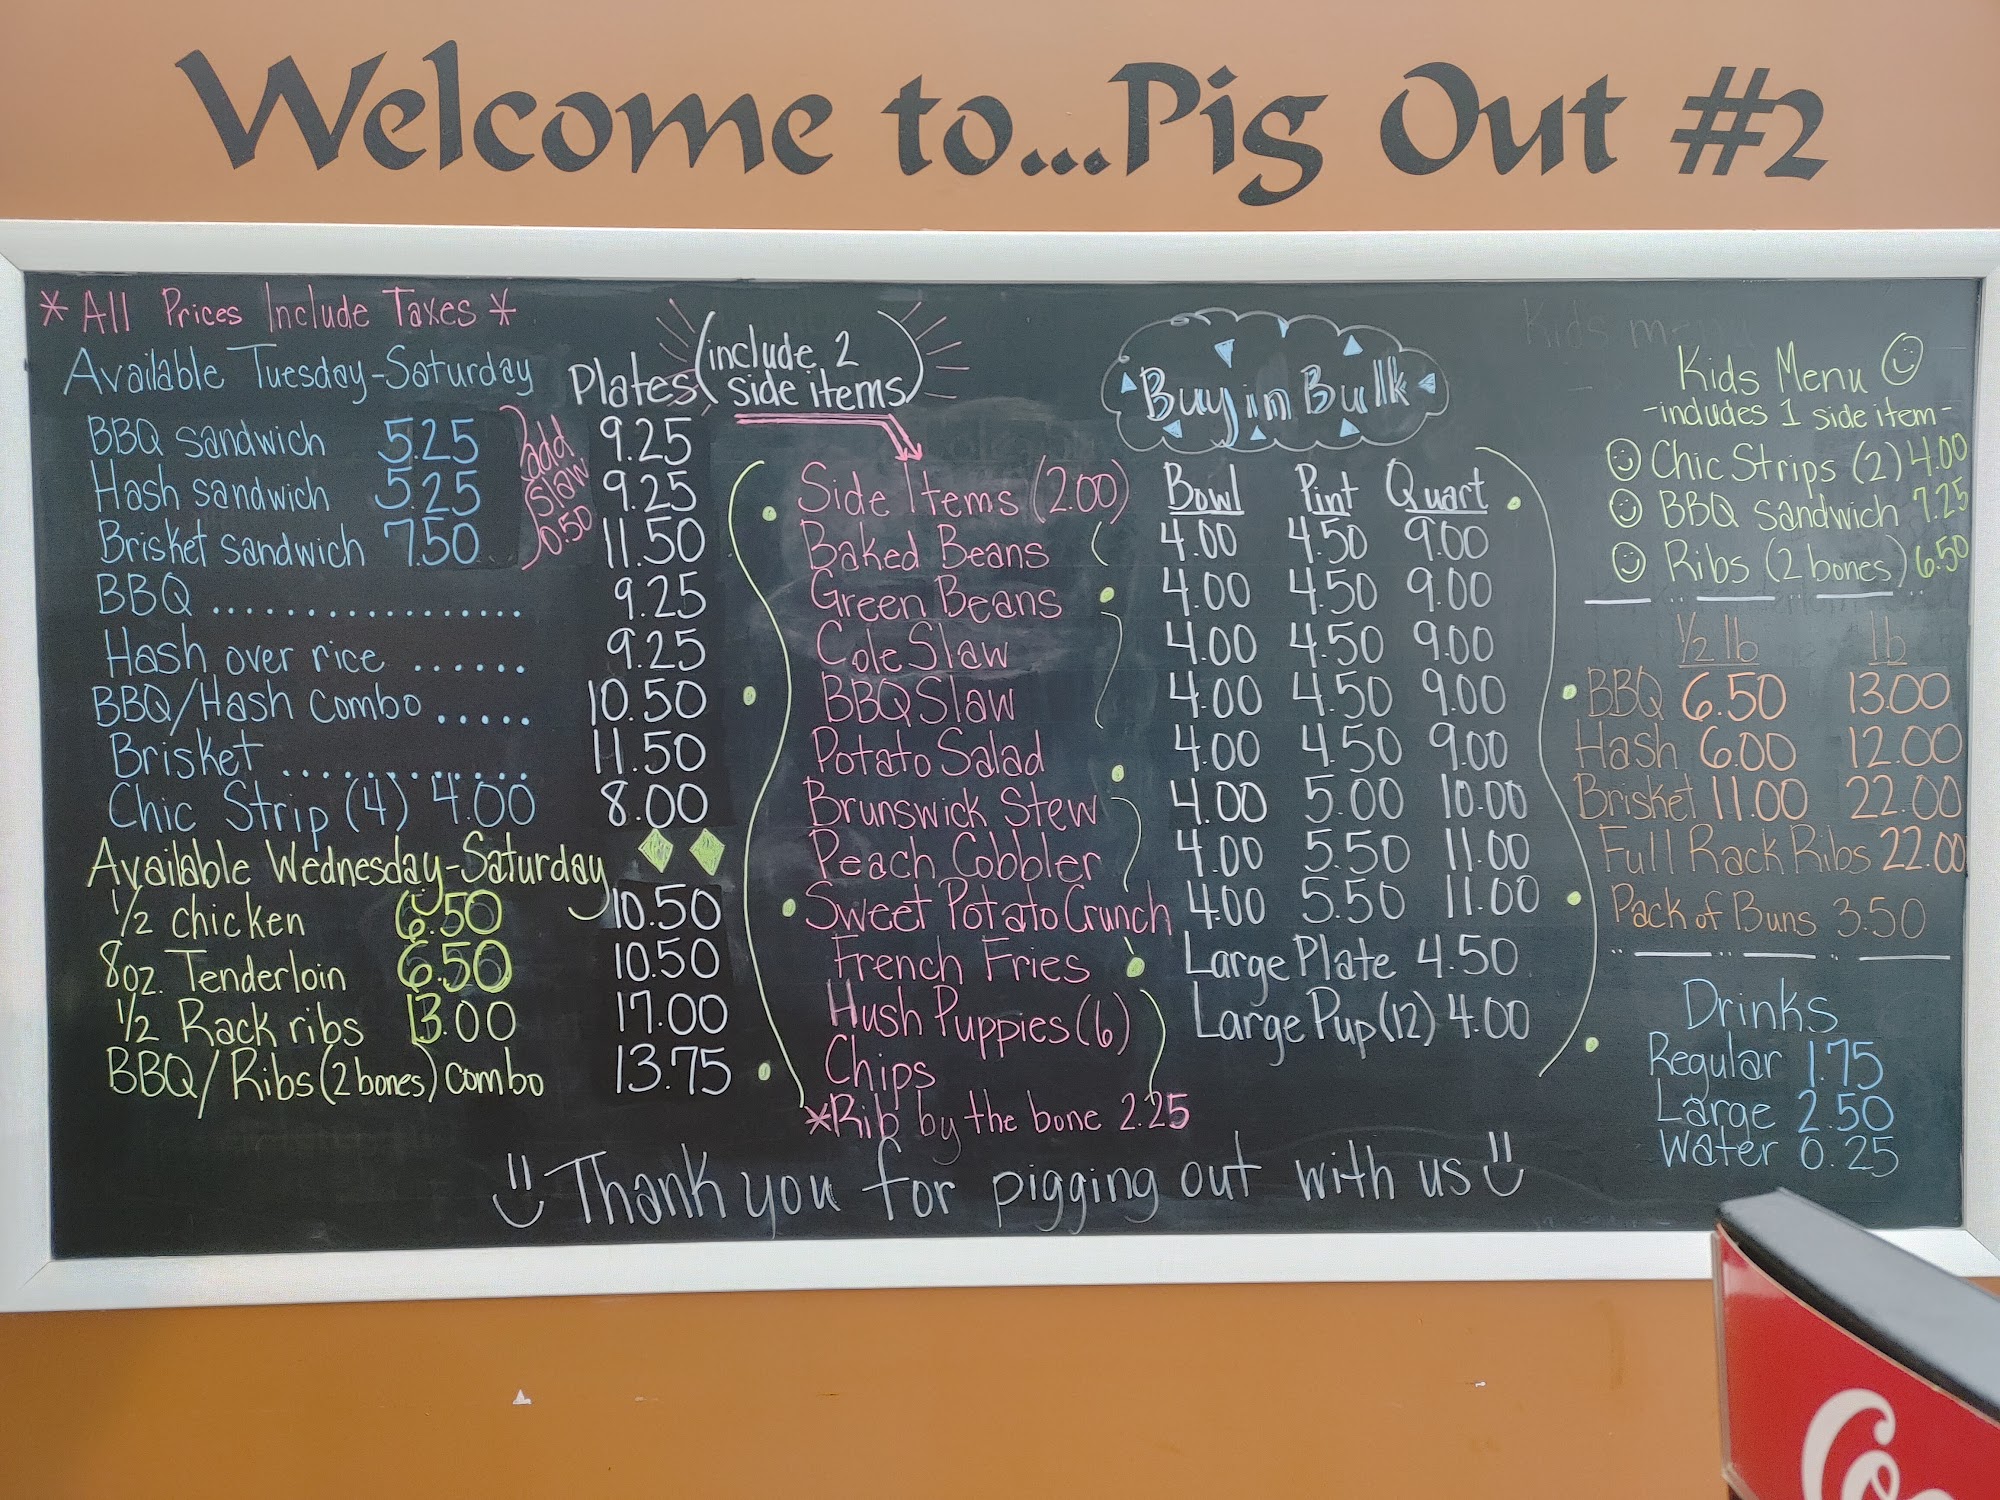 Welcome to...Pig Out #2
*All Prices Include Taxes*
Available Tuesday-Saturday
Plates (include 2 side items)
BBQ sandwich 5.25 9.25
Hash sandwich 5.25 9.25
Brisket sandwich 7.50 11.50
add slaw 0.50
BBQ .................. 9.25
Hash over rice ....... 9.25
BBQ/Hash Combo ..... 10.50
Brisket ............. 11.50
Chic Strip (4) 4.00 8.00
Available Wednesday-Saturday
1/2 chicken 6.50 10.50
8oz. Tenderloin 6.50 10.50
1/2 Rack ribs 13.00 17.00
BBQ/Ribs (2 bones) Combo 13.75
Buy in Bulk
Side Items (2.00) Bowl Pint Quart
Baked Beans 4.00 4.50 9.00
Green Beans 4.00 4.50 9.00
Cole Slaw 4.00 4.50 9.00
BBQ Slaw 4.00 4.50 9.00
Potato Salad 4.00 4.50 9.00
Brunswick Stew 4.00 5.00 10.00
Peach Cobbler 4.00 5.50 11.00
Sweet Potato Crunch 4.00 5.50 11.00
French Fries Large Plate 4.50
Hush Puppies (6) Large Pup (12) 4.00
Chips
*Rib by the bone 2.25
Kids Menu
-includes 1 side item-
Chic Strips (2) 4.00
BBQ sandwich 7.25
Ribs (2 bones) 6.50
1/2 lb lb
BBQ 6.50 13.00
Hash 6.00 12.00
Brisket 11.00 22.00
Full Rack Ribs 22.00
Pack of Buns 3.50
Drinks
Regular 1.75
Large 2.50
Water 0.25
Thank you for pigging out with us